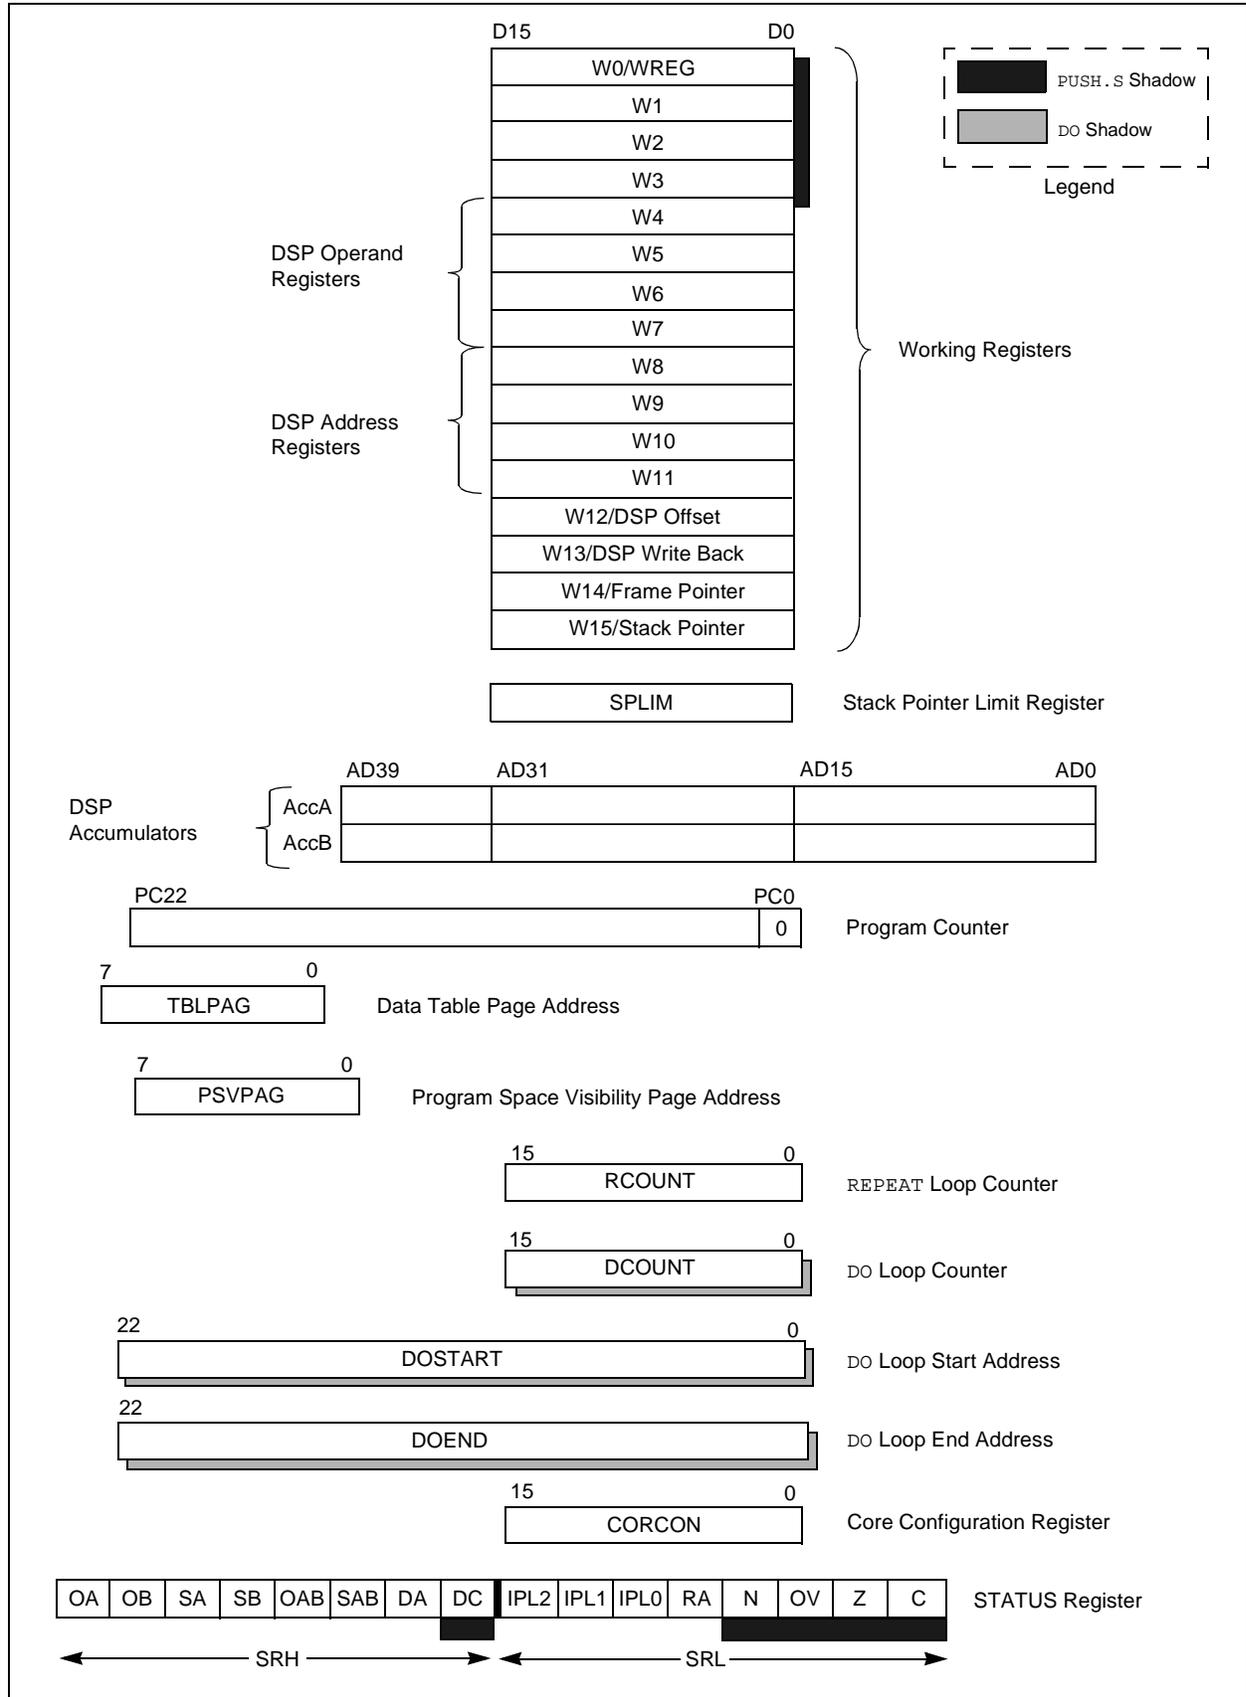 D15 D0
W0/WREG
W1
W2
W3
W4
W5
W6
W7
W8
W9
W10
W11
W12/DSP Offset
W13/DSP Write Back
W14/Frame Pointer
W15/Stack Pointer
PUSH.S Shadow
DO Shadow
Legend
DSP Operand
Registers
DSP Address
Registers
Working Registers
SPLIM Stack Pointer Limit Register
AD39 AD31 AD15 AD0
DSP
Accumulators
AccA
AccB
PC22 PC0
0 Program Counter
7 0
TBLPAG Data Table Page Address
7 0
PSVPAG Program Space Visibility Page Address
15 0
RCOUNT REPEAT Loop Counter
15 0
DCOUNT DO Loop Counter
22 0
DOSTART DO Loop Start Address
22
DOEND DO Loop End Address
15 0
CORCON Core Configuration Register
OA OB SA SB OAB SAB DA DC IPL2 IPL1 IPL0 RA N OV Z C STATUS Register
SRH SRL